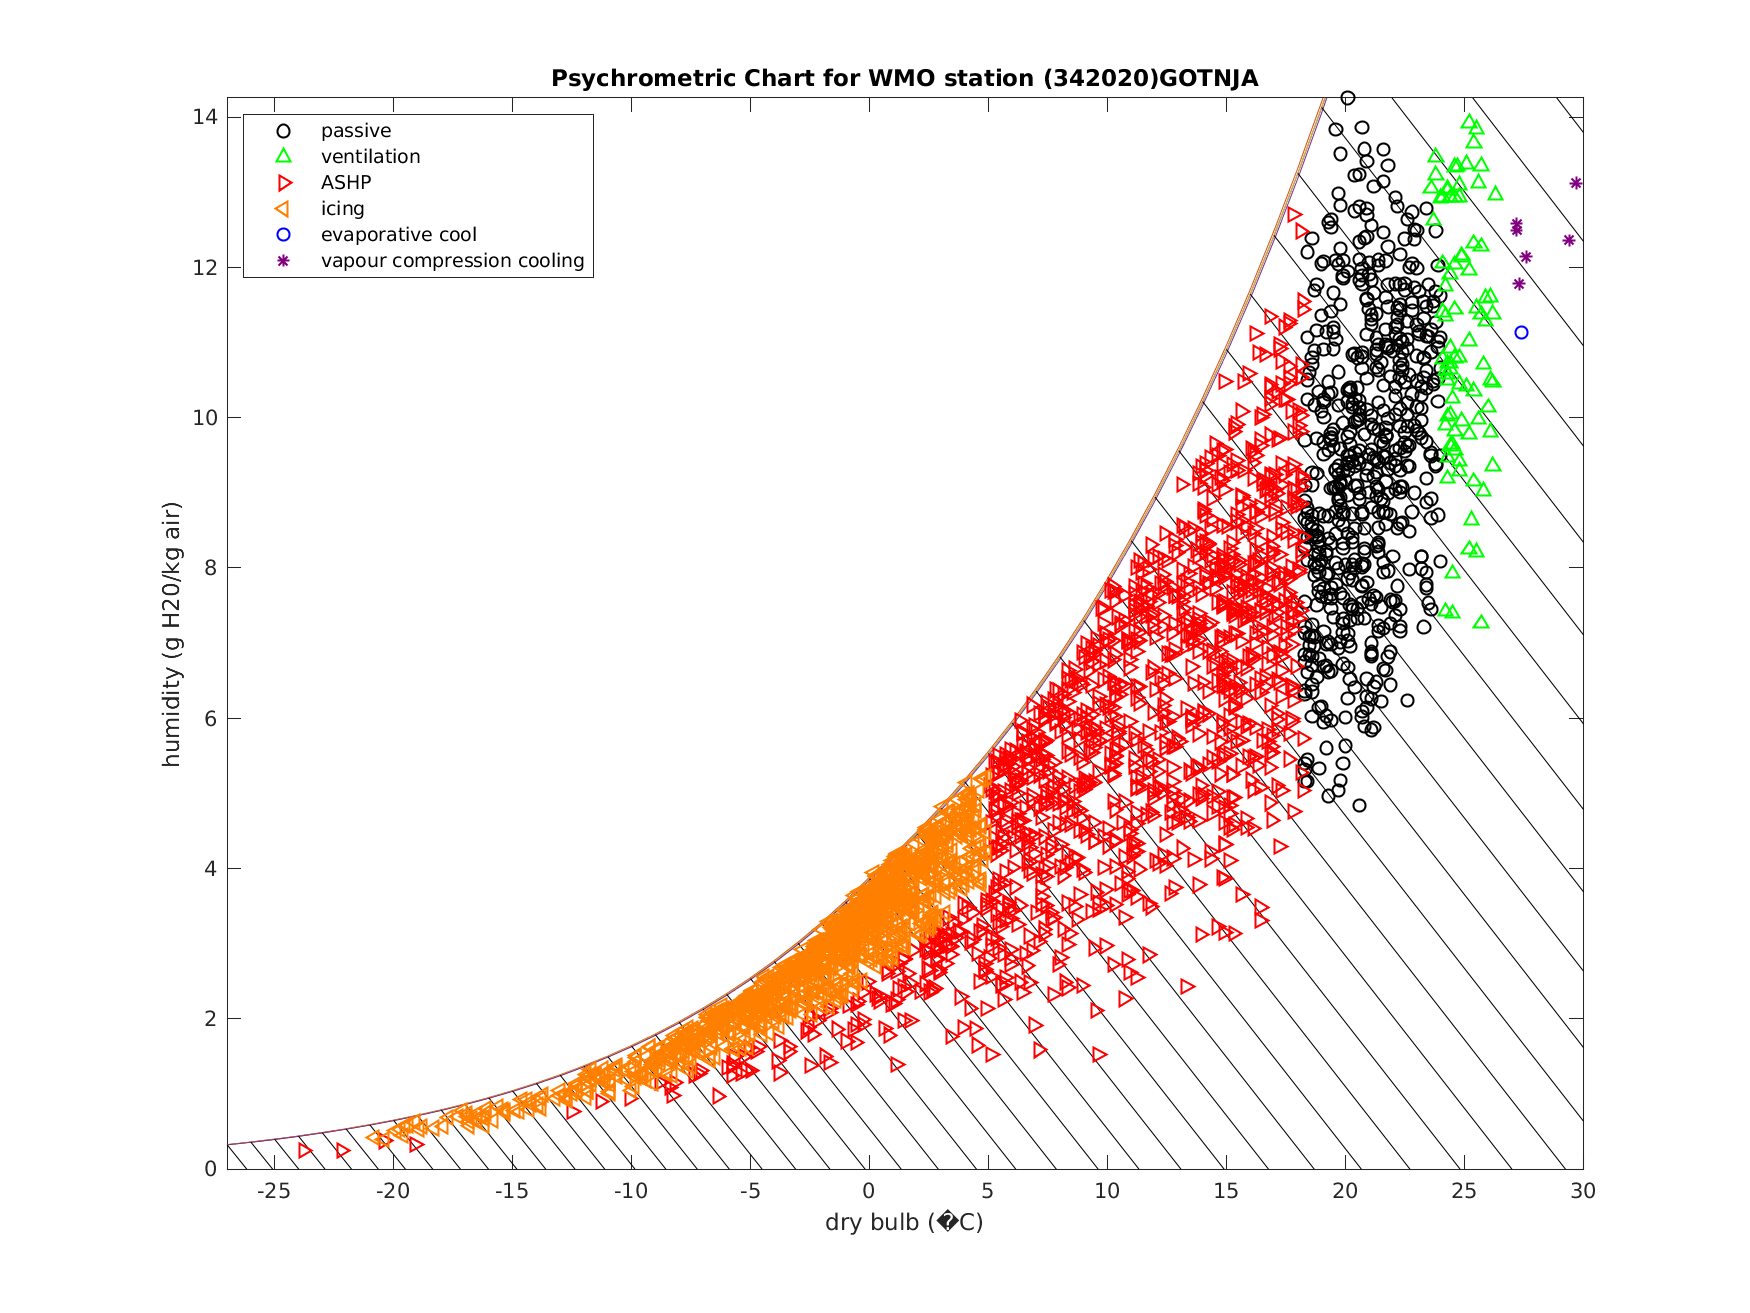 Psychrometric Chart for WMO station (342020)GOTNJA
passive
ventilation
ASHP
icing
evaporative cool
vapour compression cooling
humidity (g H20/kg air)
14
12
10
8
6
4
2
0
-25 -20 -15 -10 -5 0 5 10 15 20 25 30
dry bulb (�C)